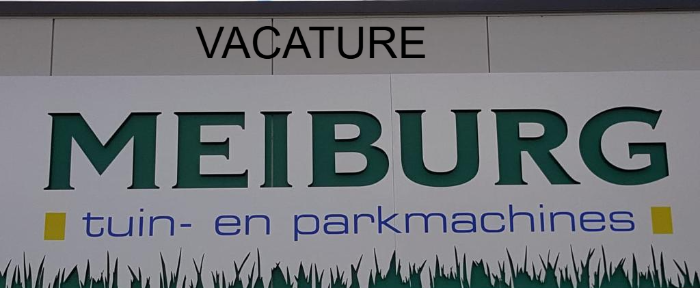 VACATURE
MEIBURG
tuin- en parkmachines